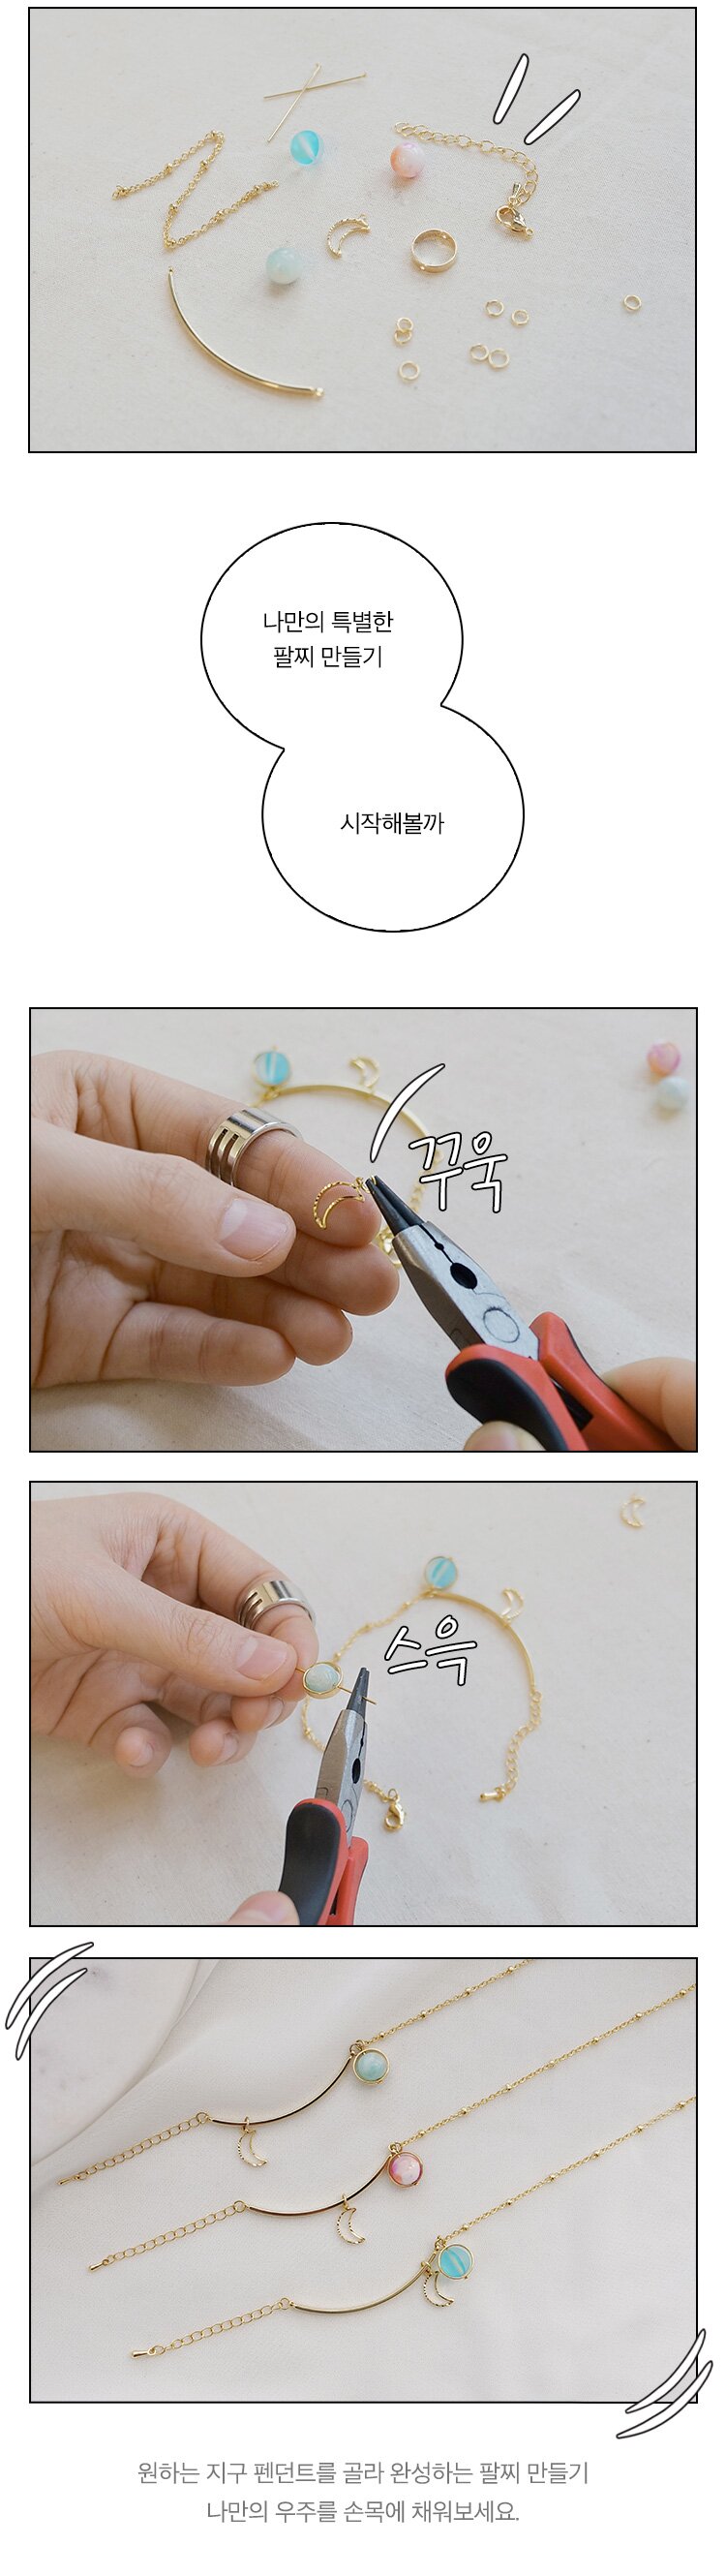 나만의 특별한
팔찌 만들기
시작해볼까
꾸욱
스윽
원하는 지구 펜던트를 골라 완성하는 팔찌 만들기
나만의 우주를 손목에 채워보세요.